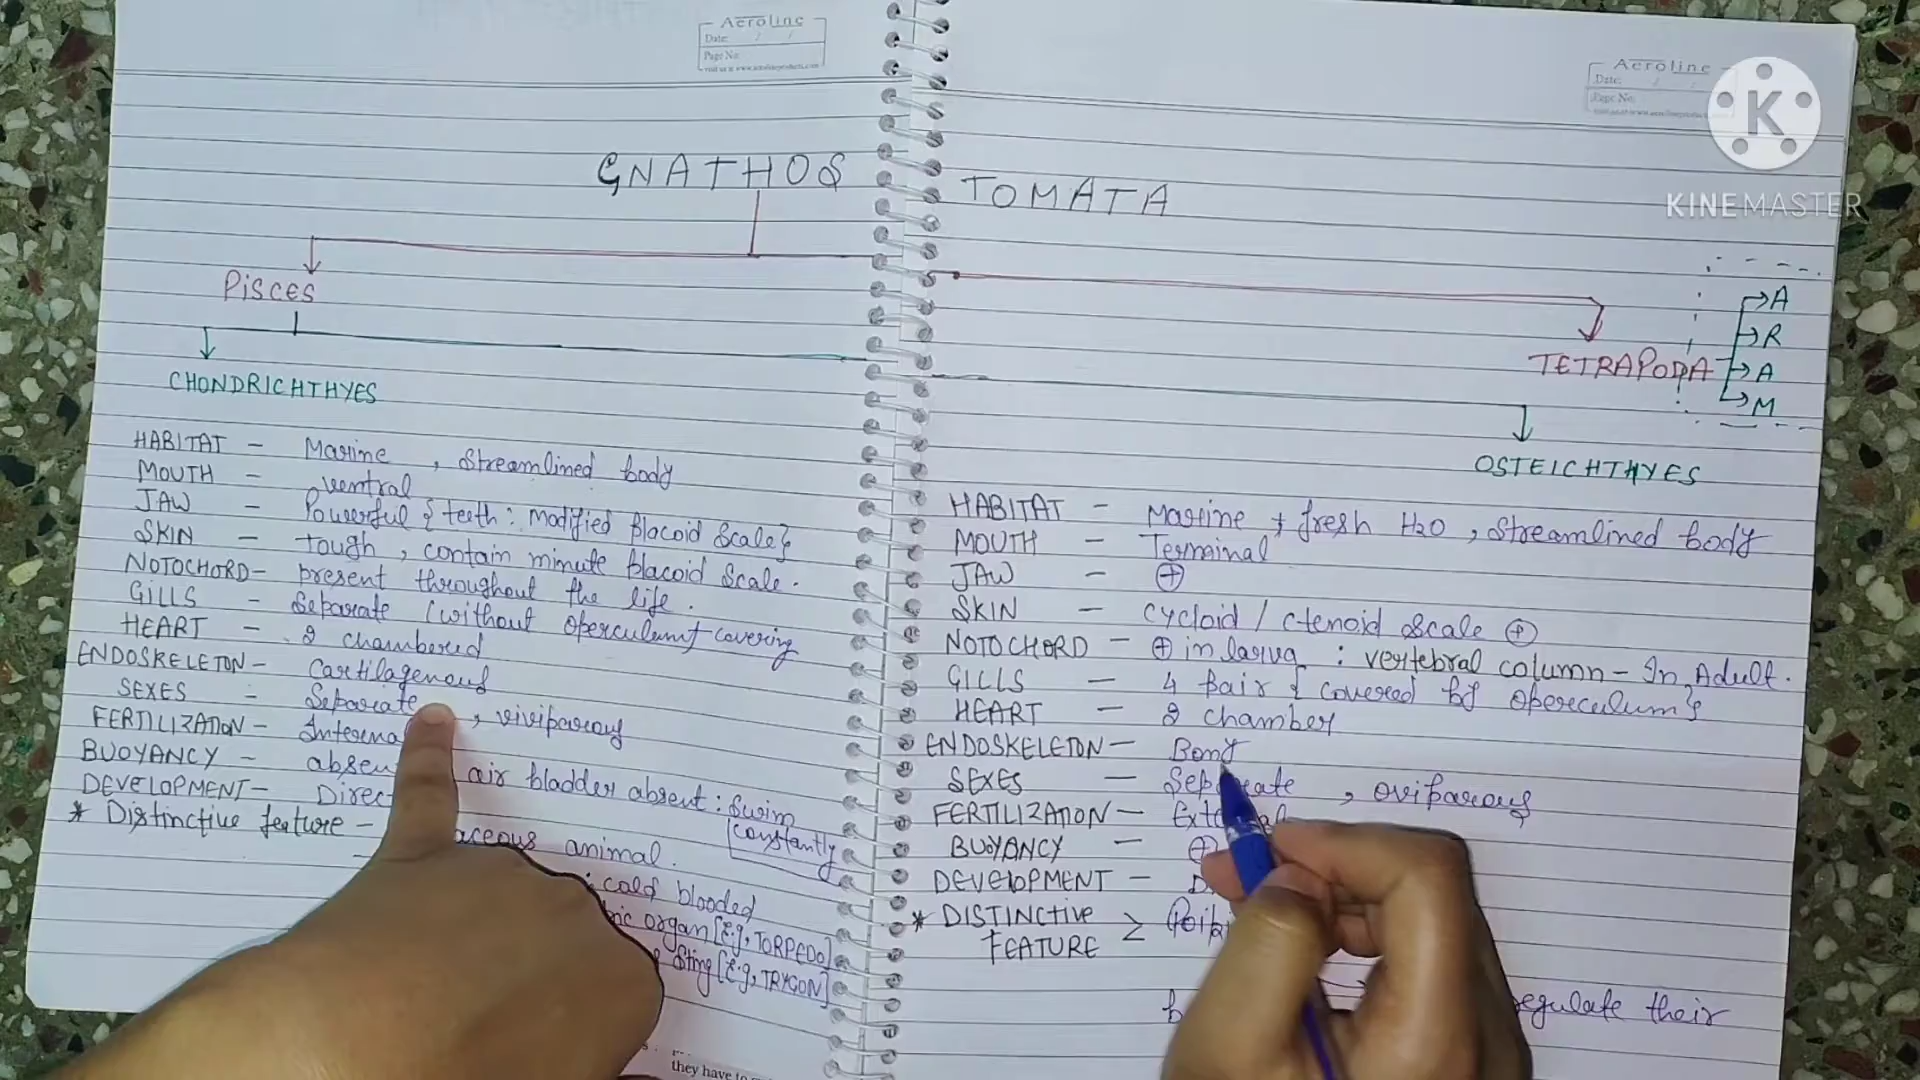 Aeroline
Date: / /
Page No:
Aeroline
Date:
Page No:
K
KINEMASTER
GNATHOS TOMATA
PISCES
TETRAPODA
A
R
A
M
CHONDRICHTHYES
OSTEICHTHYES
HABITAT - Marine, Streamlined body
MOUTH - ventral
JAW - Powerful { teeth: Modified Placoid Scale}
SKIN - tough, contain minute Placoid Scale.
NOTOCHORD - present throughout the life.
GILLS - Separate (without operculum) covering
HEART - 2 chambered
ENDOSKELETON - Cartilagenous
SEXES - Separate, viviparous
FERTILIZATION - Interna
BUOYANCY - absen air bladder absent: Swim constantly
DEVELOPMENT - Direc
* Distinctive feature - aceous animal.
: cold blooded
ric organ [E.g, TORPEDO]
Sting [E.g, TRYGON]
they have to
HABITAT - Marine + fresh H2O, Streamlined body
MOUTH - Terminal
JAW - +
SKIN - cycloid / ctenoid scale +
NOTOCHORD - + in larva : vertebral column - In Adult.
GILLS - 4 pair { covered by operculum}
HEART - 2 chamber
ENDOSKELETON - Bony
SEXES - Separate, oviparous
FERTILIZATION - External
BUOYANCY - +
DEVELOPMENT - D
* DISTINCTIVE FEATURE
regulate their